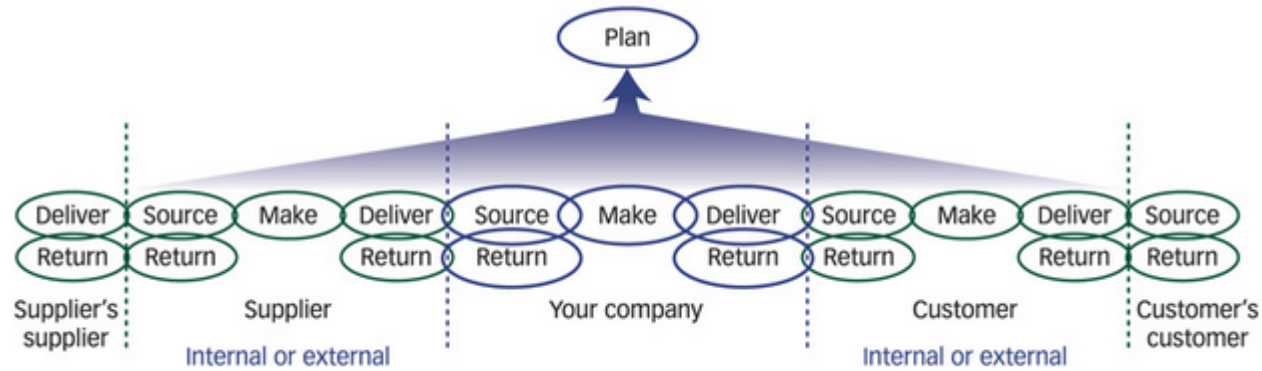 Plan
Deliver Source Make Deliver Source Make Deliver Source Make Deliver Source
Return Return Return Return Return Return Return Return
Supplier's supplier
Supplier
Your company
Customer
Customer's customer
Internal or external
Internal or external